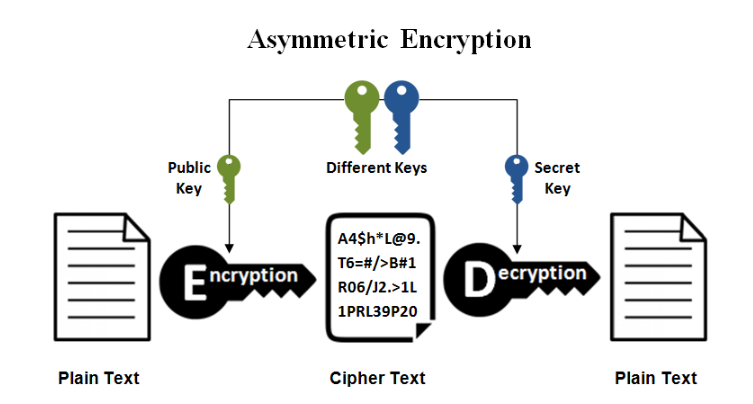 Asymmetric Encryption
Public
Key
Different Keys
Secret
Key
Encryption
A4$h*L@9.
T6=#/>B#1
R06/J2.>1L
1PRL39P20
Decryption
Plain Text
Cipher Text
Plain Text